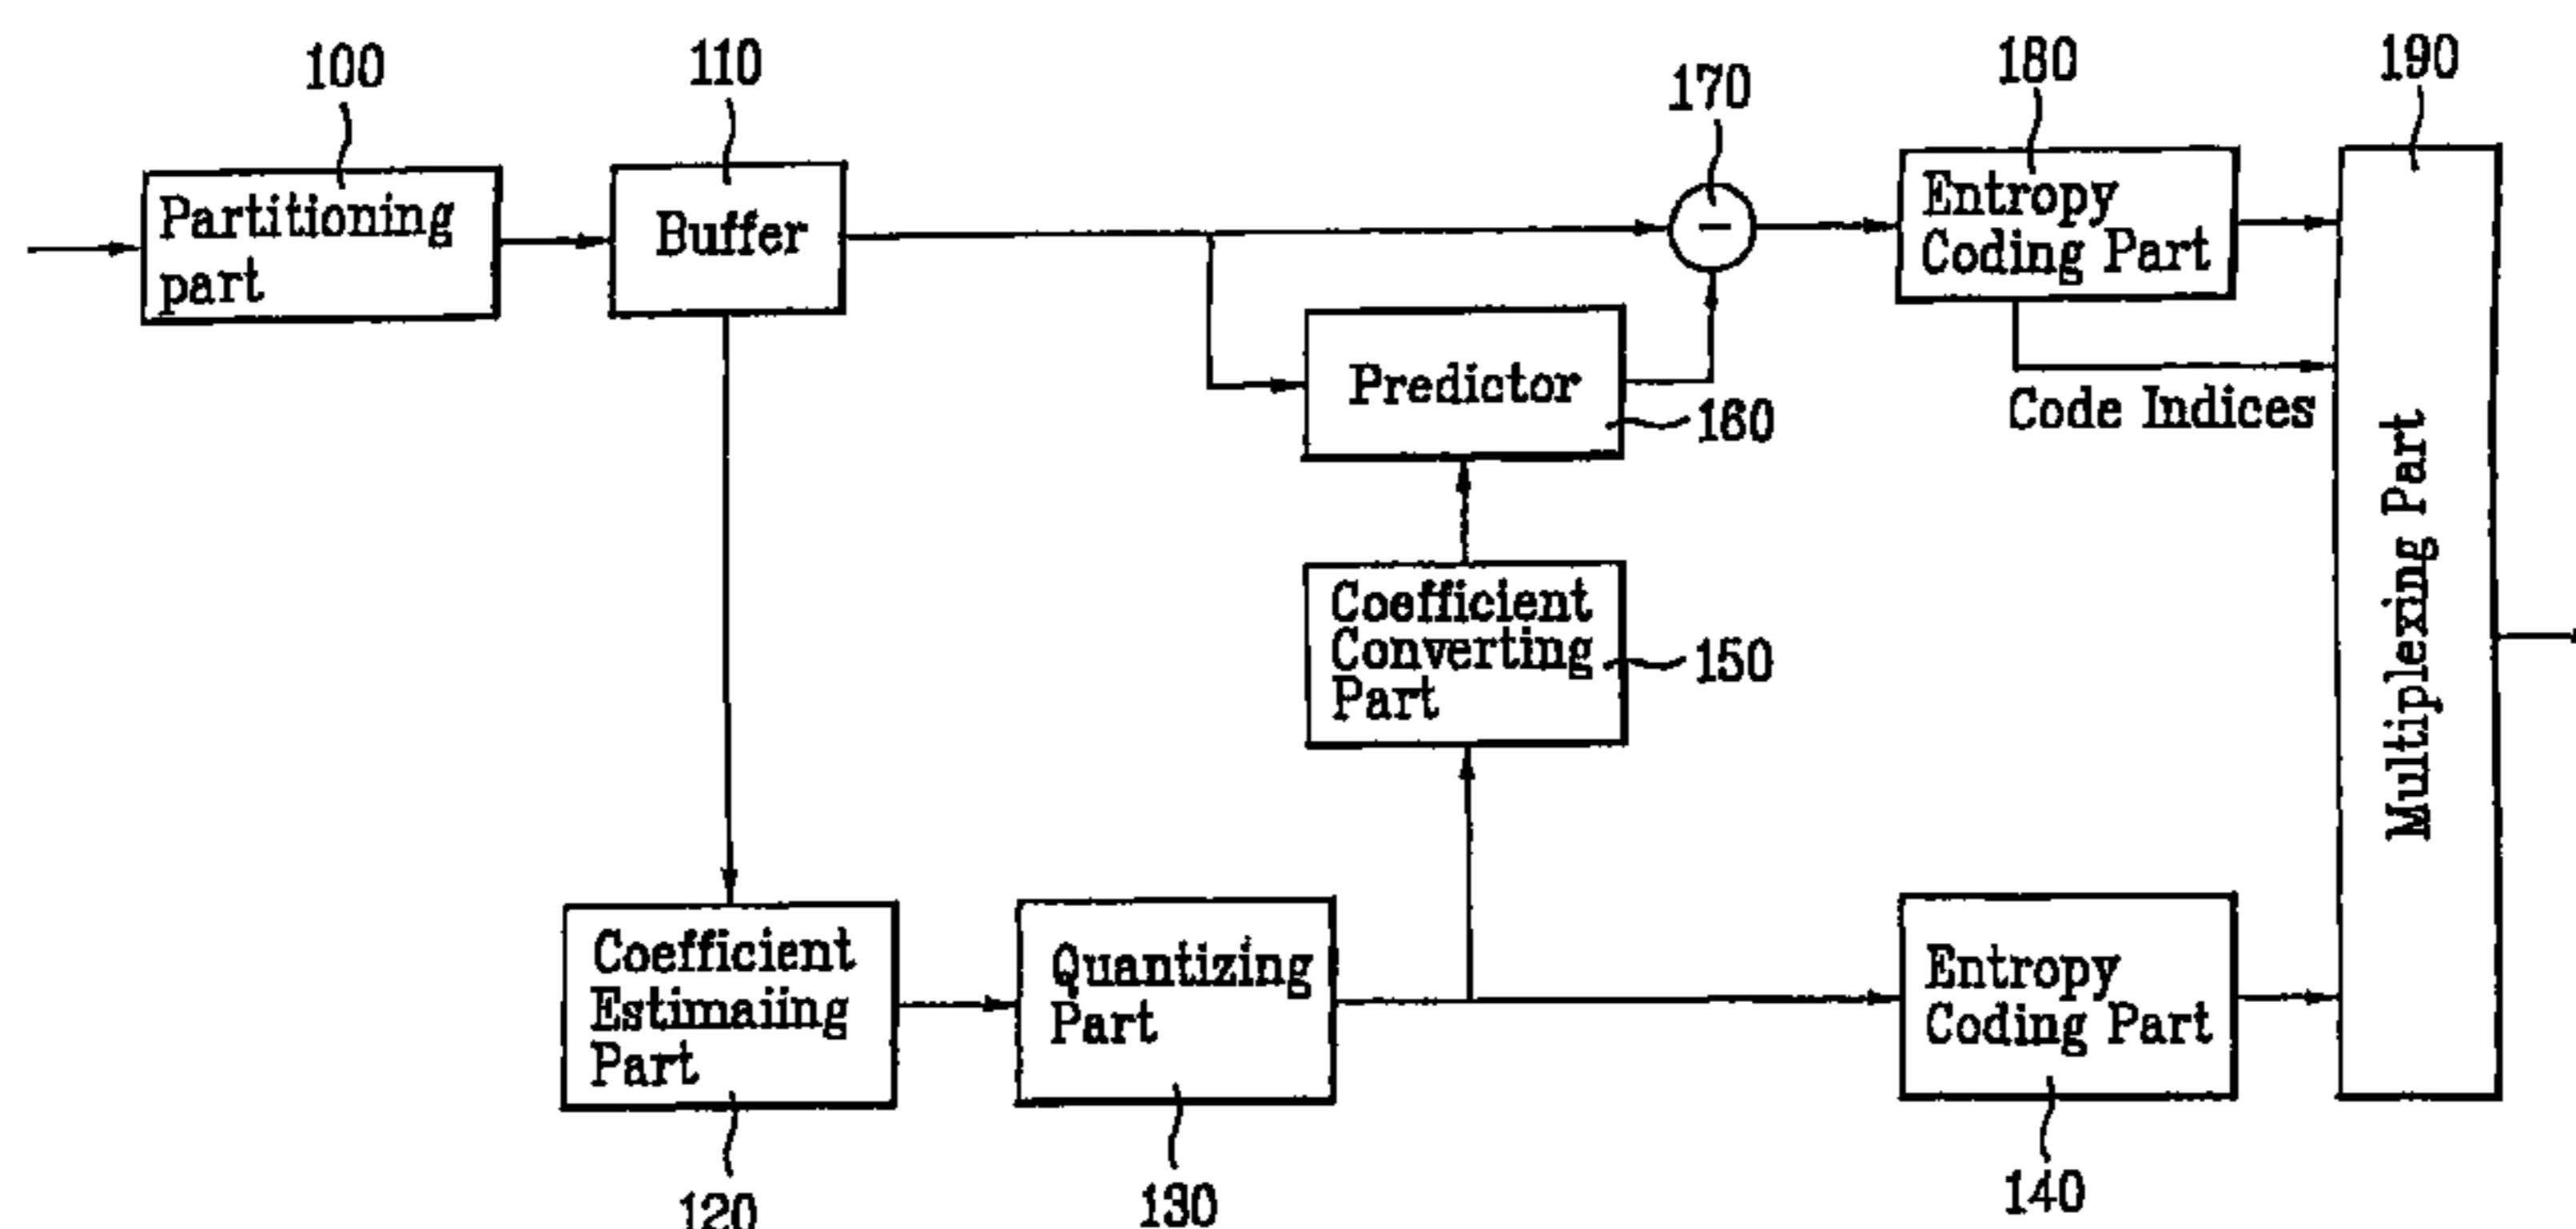 100
110
170
180
190
Partitioning
part
Buffer
-
Entropy
Coding Part
Code Indices
Predictor
160
Coefficient
Converting
Part
150
Multiplexing Part
Coefficient
Estimaiing
Part
Quantizing
Part
Entropy
Coding Part
120
130
140